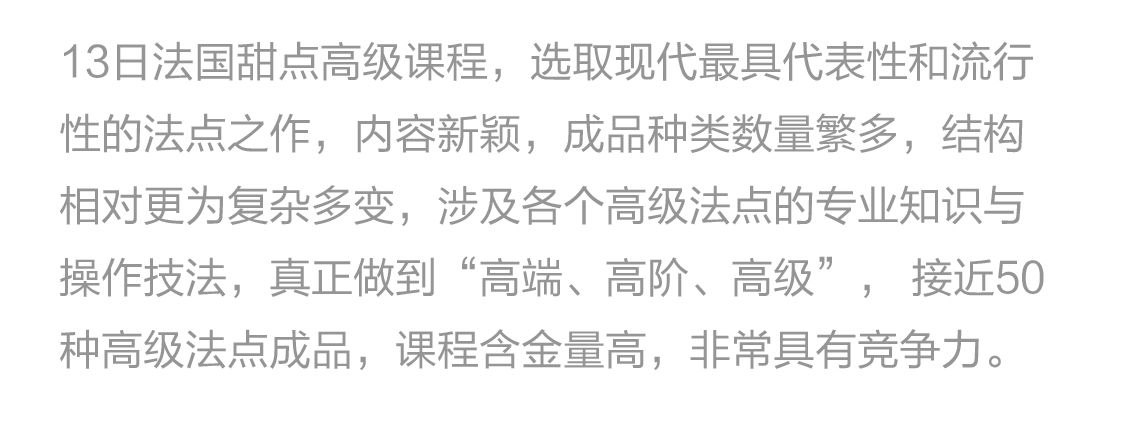 13日法国甜点高级课程，选取现代最具代表性和流行
性的法点之作，内容新颖，成品种类数量繁多，结构
相对更为复杂多变，涉及各个高级法点的专业知识与
操作技法，真正做到“高端、高阶、高级”， 接近50
种高级法点成品，课程含金量高，非常具有竞争力。